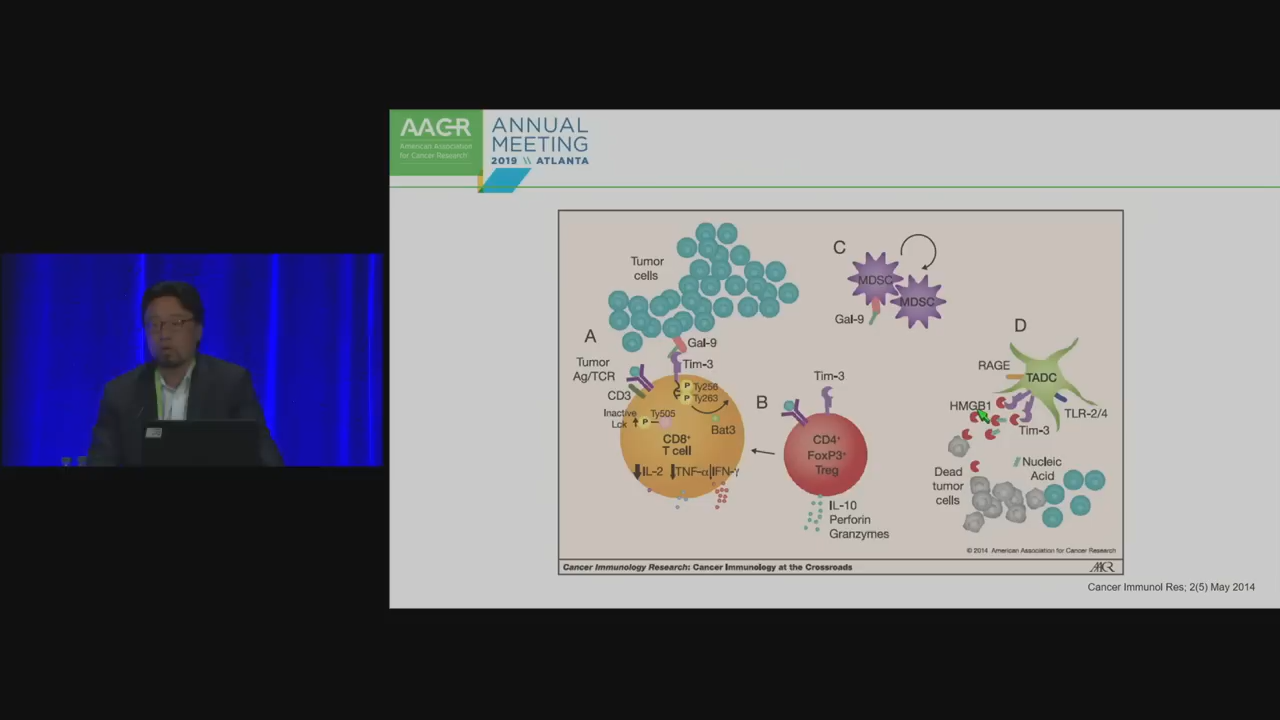 AACR
American Association
for Cancer Research
ANNUAL
MEETING
2019 \\ ATLANTA
Tumor
cells
A
Gal-9
Tim-3
Tumor
Ag/TCR
CD3
P Ty256
P Ty263
Inactive
Lck
P
Ty505
Bat3
CD8+
T cell
IL-2
TNF-α
IFN-γ
B
Tim-3
CD4+
FoxP3+
Treg
IL-10
Perforin
Granzymes
C
MDSC
MDSC
Gal-9
D
RAGE
TADC
HMGB1
TLR-2/4
Tim-3
Nucleic
Acid
Dead
tumor
cells
© 2014 American Association for Cancer Research
Cancer Immunology Research: Cancer Immunology at the Crossroads
AACR
Cancer Immunol Res; 2(5) May 2014